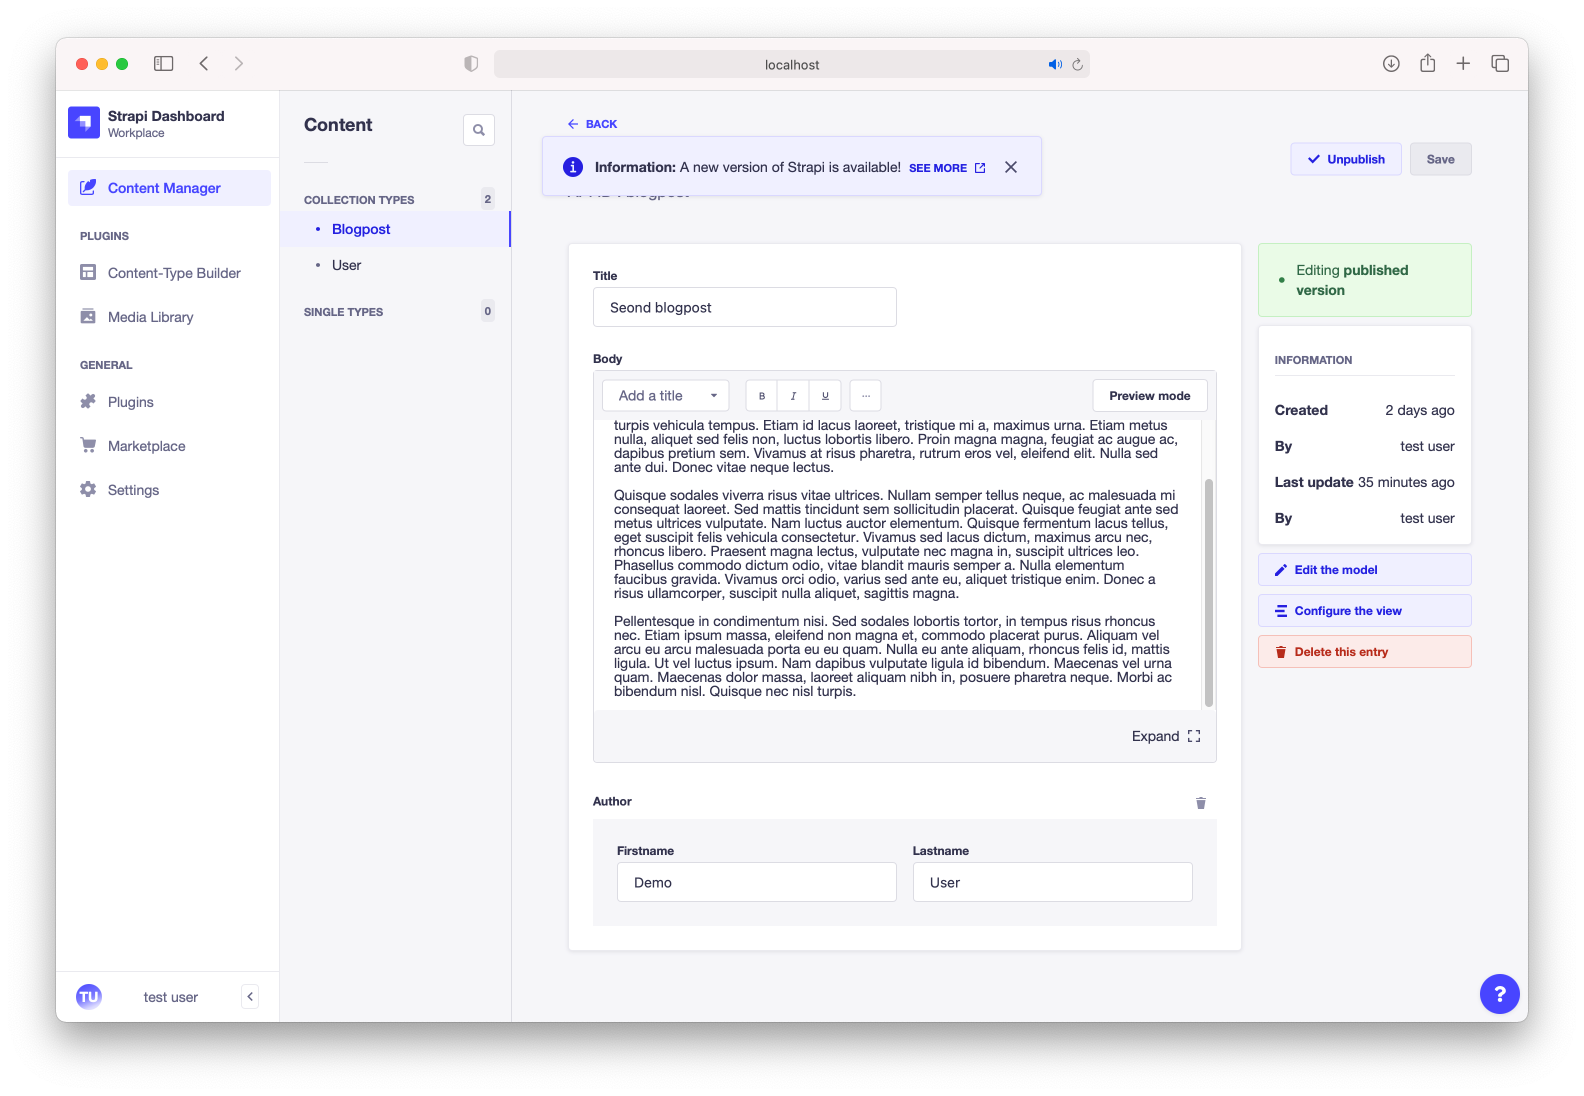 localhost
Strapi Dashboard
Workplace
Content Manager
PLUGINS
Content-Type Builder
Media Library
GENERAL
Plugins
Marketplace
Settings
TU
test user
Content
COLLECTION TYPES 2
Blogpost
User
SINGLE TYPES 0
BACK
Information: A new version of Strapi is available! SEE MORE
Unpublish
Save
Title
Seond blogpost
Body
Add a title
B I U ...
Preview mode
turpis vehicula tempus. Etiam id lacus laoreet, tristique mi a, maximus urna. Etiam metus
nulla, aliquet sed felis non, luctus lobortis libero. Proin magna magna, feugiat ac augue ac,
dapibus pretium sem. Vivamus at risus pharetra, rutrum eros vel, eleifend elit. Nulla sed
ante dui. Donec vitae neque lectus.
Quisque sodales viverra risus vitae ultrices. Nullam semper tellus neque, ac malesuada mi
consequat laoreet. Sed mattis tincidunt sem sollicitudin placerat. Quisque feugiat ante sed
metus ultrices vulputate. Nam luctus auctor elementum. Quisque fermentum lacus tellus,
eget suscipit felis vehicula consectetur. Vivamus sed lacus dictum, maximus arcu nec,
rhoncus libero. Praesent magna lectus, vulputate nec magna in, suscipit ultrices leo.
Phasellus commodo dictum odio, vitae blandit mauris semper a. Nulla elementum
faucibus gravida. Vivamus orci odio, varius sed ante eu, aliquet tristique enim. Donec a
risus ullamcorper, suscipit nulla aliquet, sagittis magna.
Pellentesque in condimentum nisi. Sed sodales lobortis tortor, in tempus risus rhoncus
nec. Etiam ipsum massa, eleifend non magna et, commodo placerat purus. Aliquam vel
arcu eu arcu malesuada porta eu eu quam. Nulla eu ante aliquam, rhoncus felis id, mattis
ligula. Ut vel luctus ipsum. Nam dapibus vulputate ligula id bibendum. Maecenas vel urna
quam. Maecenas dolor massa, laoreet aliquam nibh in, posuere pharetra neque. Morbi ac
bibendum nisl. Quisque nec nisl turpis.
Expand
Author
Firstname
Demo
Lastname
User
Editing published
version
INFORMATION
Created 2 days ago
By test user
Last update 35 minutes ago
By test user
Edit the model
Configure the view
Delete this entry
?